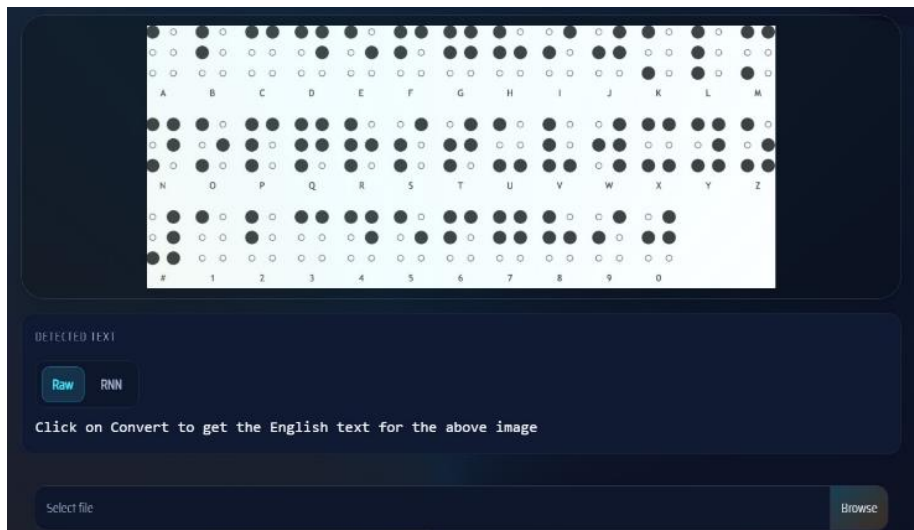 A B C D E F G H I J K L M
N O P Q R S T U V W X Y Z
# 1 2 3 4 5 6 7 8 9 0
DETECTED TEXT
Raw RNN
Click on Convert to get the English text for the above image
Select file Browse